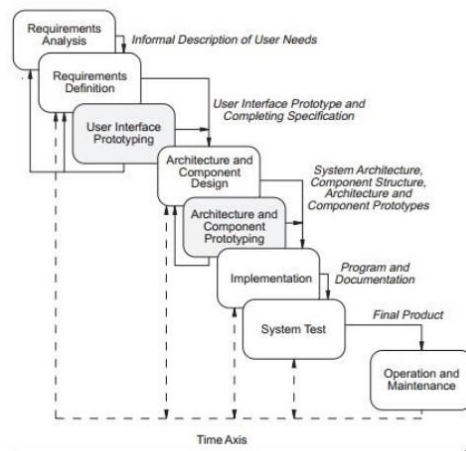 Requirements
Analysis
Informal Description of User Needs
Requirements
Definition
User Interface Prototype and
Completing Specification
User Interface
Prototyping
Architecture and
Component
Design
System Architecture,
Component Structure,
Architecture and
Component Prototypes
Architecture and
Component
Prototyping
Implementation
Program and
Documentation
System Test
Final Product
Operation and
Maintenance
Time Axis